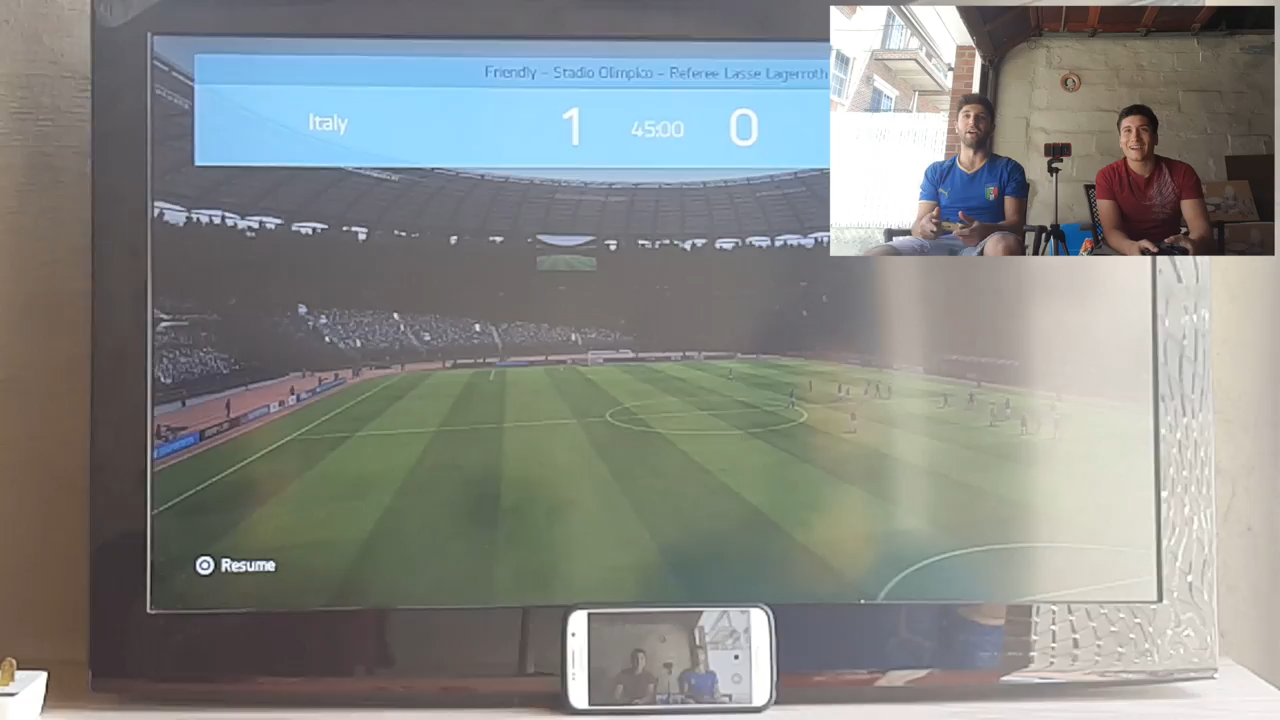 Friendly - Stadio Olimpico - Referee Lasse Lagerroth
Italy 1 45:00 0
Resume